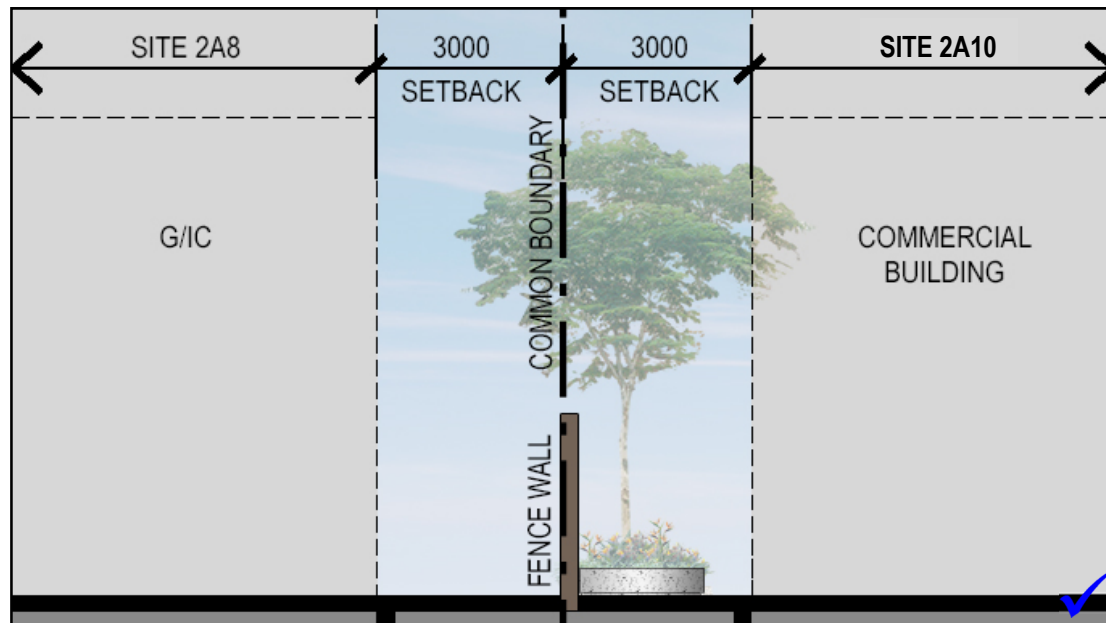 SITE 2A8
3000
3000
SITE 2A10
SETBACK
SETBACK
COMMON BOUNDARY
G/IC
COMMERCIAL
BUILDING
FENCE WALL